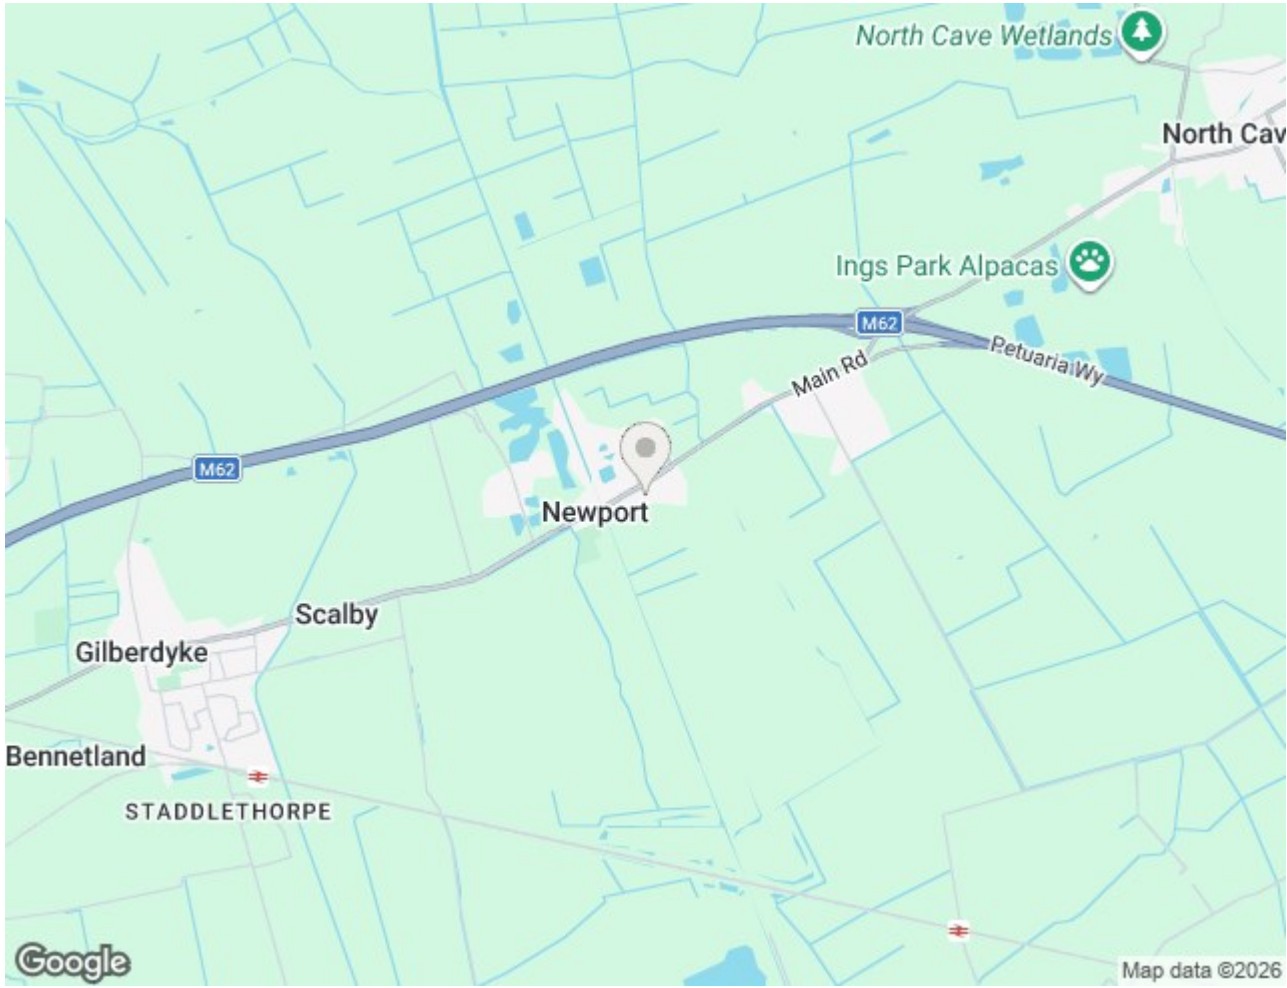 North Cave Wetlands
North Cav
Ings Park Alpacas
M62
Petuaria Wy
Main Rd
M62
Newport
Scalby
Gilberdyke
Bennetland
STADDLETHORPE
Google
Map data ©2026